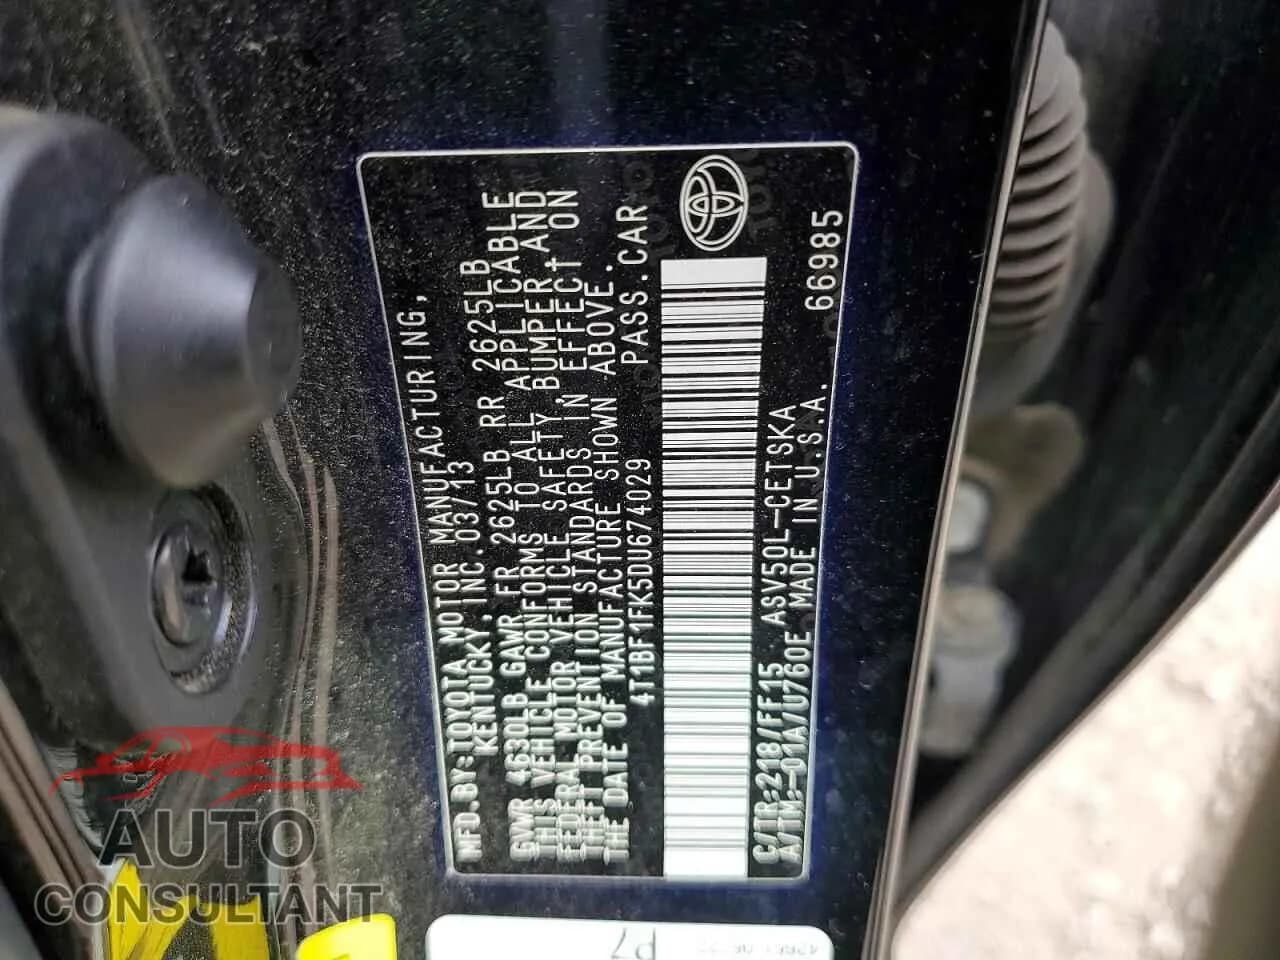 MFD.BY:TOYOTA MOTOR MANUFACTURING,
KENTUCKY, INC. 03/13
GVWR 4630LB GAWR FR 2625LB RR 2625LB
THIS VEHICLE CONFORMS TO ALL APPLICABLE
FEDERAL MOTOR VEHICLE SAFETY, BUMPER AND
THEFT PREVENTION STANDARDS IN EFFECT ON
THE DATE OF MANUFACTURE SHOWN ABOVE.
4T1BF1FK5DU674029 PASS.CAR
C/TR:218/FF15 ASV50L-CETSKA
A/TM:-01A/U760E MADE IN U.S.A. 66985
P7
AUTO
CONSULTANT